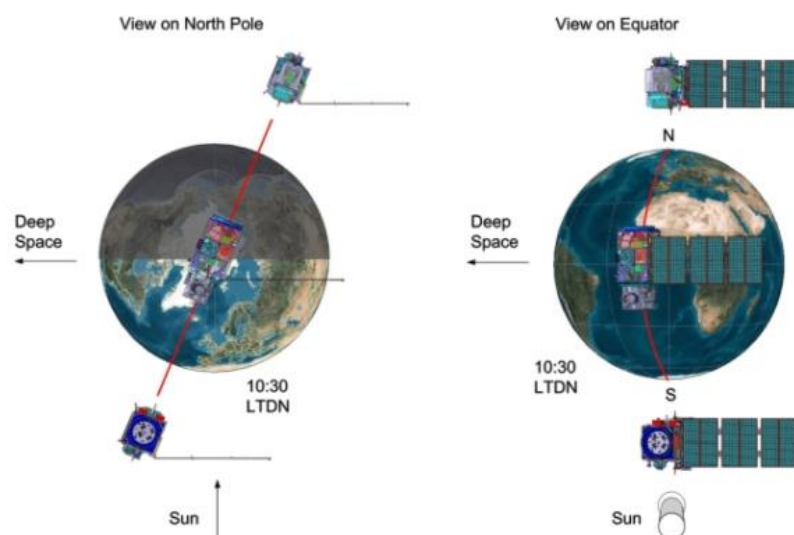 View on North Pole
Deep
Space
10:30
LTDN
Sun
View on Equator
N
Deep
Space
10:30
LTDN
S
Sun